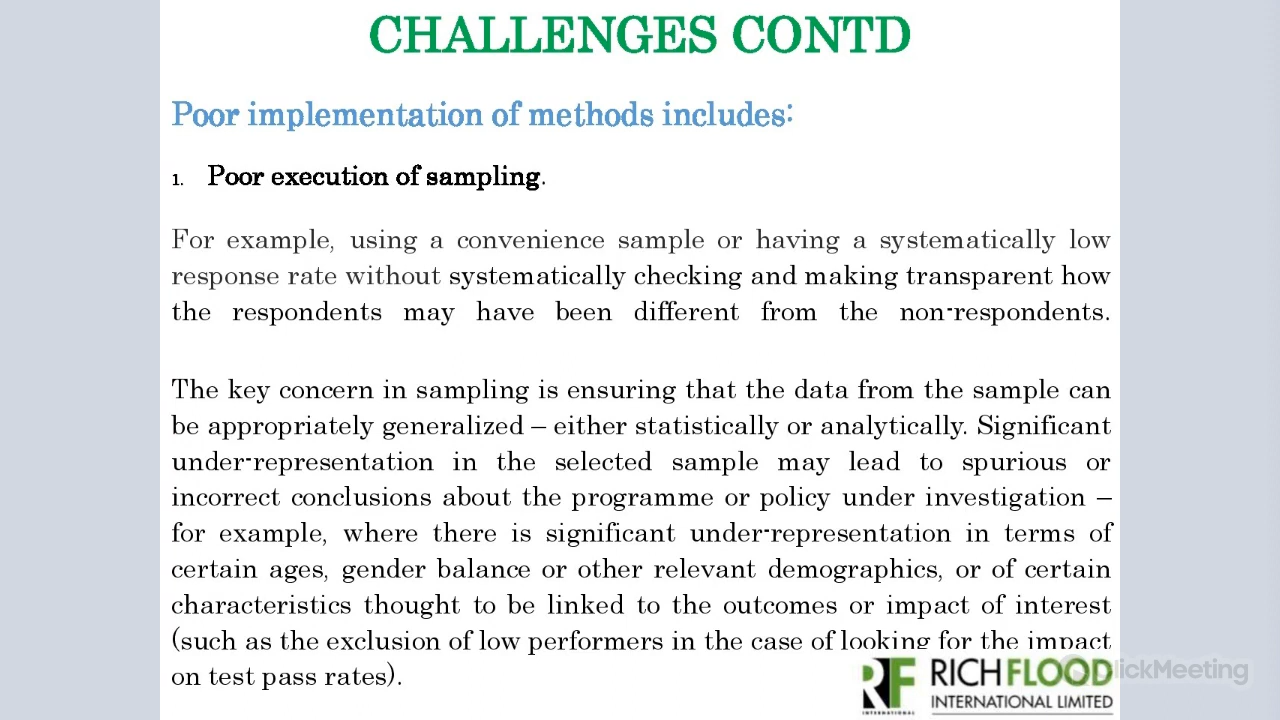 CHALLENGES CONTD
Poor implementation of methods includes:
1. Poor execution of sampling.
For example, using a convenience sample or having a systematically low
response rate without systematically checking and making transparent how
the respondents may have been different from the non-respondents.
The key concern in sampling is ensuring that the data from the sample can
be appropriately generalized – either statistically or analytically. Significant
under-representation in the selected sample may lead to spurious or
incorrect conclusions about the programme or policy under investigation –
for example, where there is significant under-representation in terms of
certain ages, gender balance or other relevant demographics, or of certain
characteristics thought to be linked to the outcomes or impact of interest
(such as the exclusion of low performers in the case of looking for the impact
on test pass rates).
RF
INTERNATIONAL
RICHFLOOD
INTERNATIONAL LIMITED
ClickMeeting